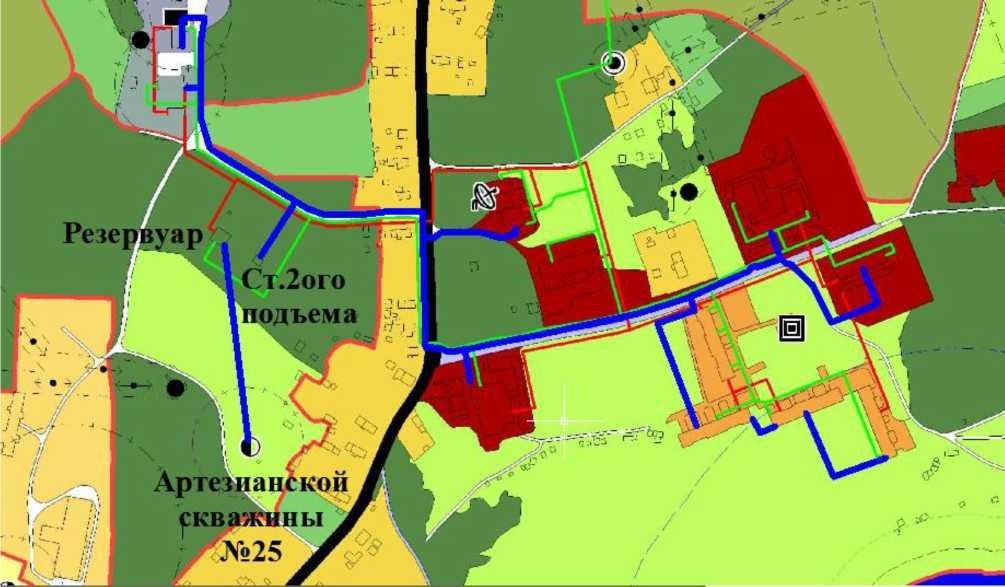 Резервуар
Ст.2ого
подъема
Артезианской
скважины
№25